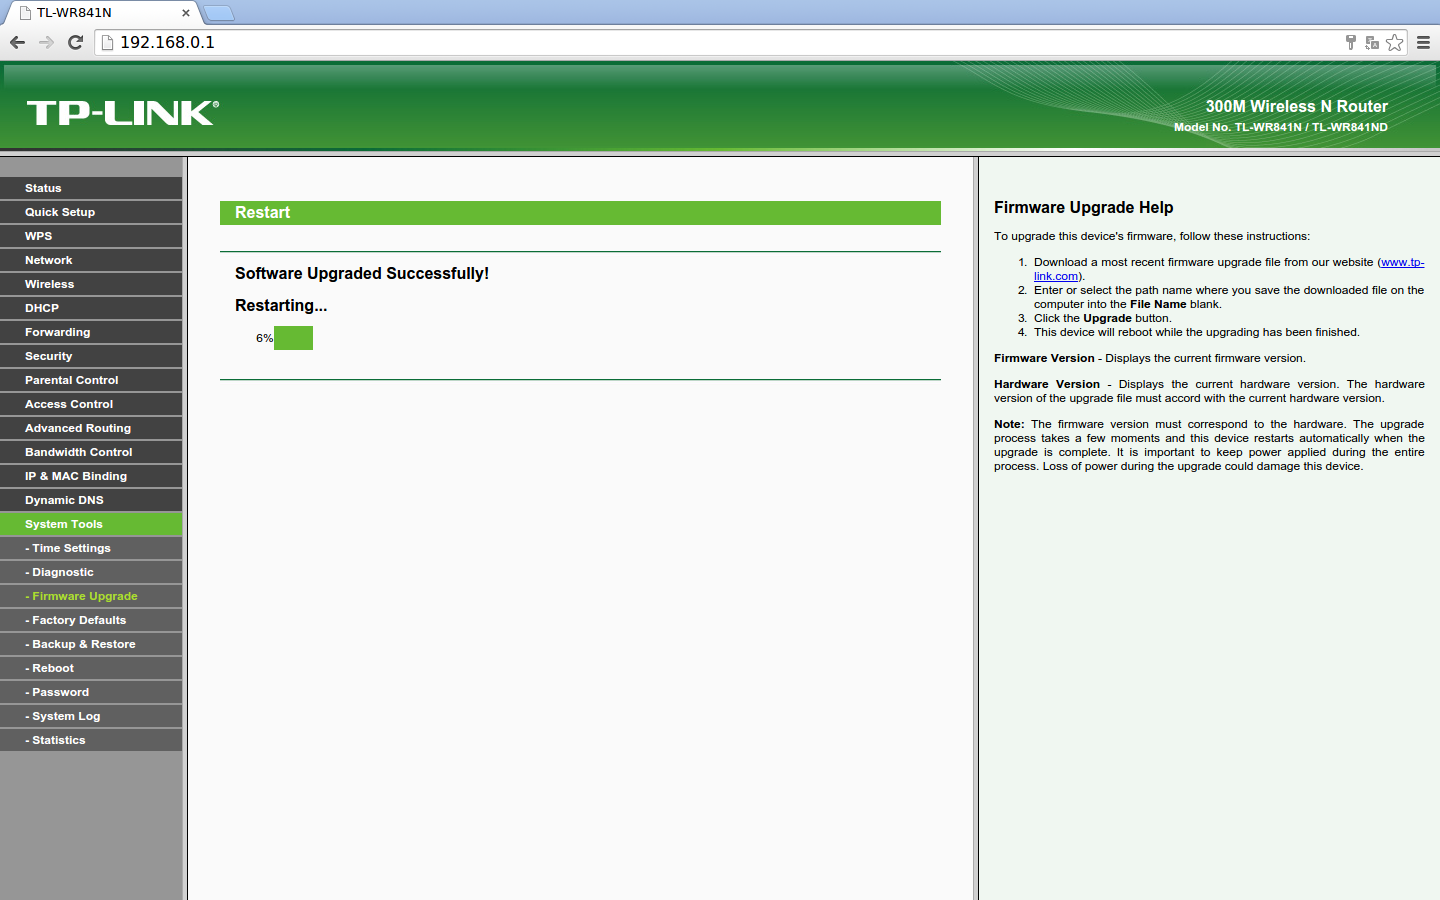 TL-WR841N
192.168.0.1
TP-LINK®
300M Wireless N Router
Model No. TL-WR841N / TL-WR841ND
Status
Quick Setup
WPS
Network
Wireless
DHCP
Forwarding
Security
Parental Control
Access Control
Advanced Routing
Bandwidth Control
IP & MAC Binding
Dynamic DNS
System Tools
- Time Settings
- Diagnostic
- Firmware Upgrade
- Factory Defaults
- Backup & Restore
- Reboot
- Password
- System Log
- Statistics
Restart
Software Upgraded Successfully!
Restarting...
6%
Firmware Upgrade Help
To upgrade this device's firmware, follow these instructions:
1. Download a most recent firmware upgrade file from our website (www.tp-
link.com).
2. Enter or select the path name where you save the downloaded file on the
computer into the File Name blank.
3. Click the Upgrade button.
4. This device will reboot while the upgrading has been finished.
Firmware Version - Displays the current firmware version.
Hardware Version - Displays the current hardware version. The hardware
version of the upgrade file must accord with the current hardware version.
Note: The firmware version must correspond to the hardware. The upgrade
process takes a few moments and this device restarts automatically when the
upgrade is complete. It is important to keep power applied during the entire
process. Loss of power during the upgrade could damage this device.